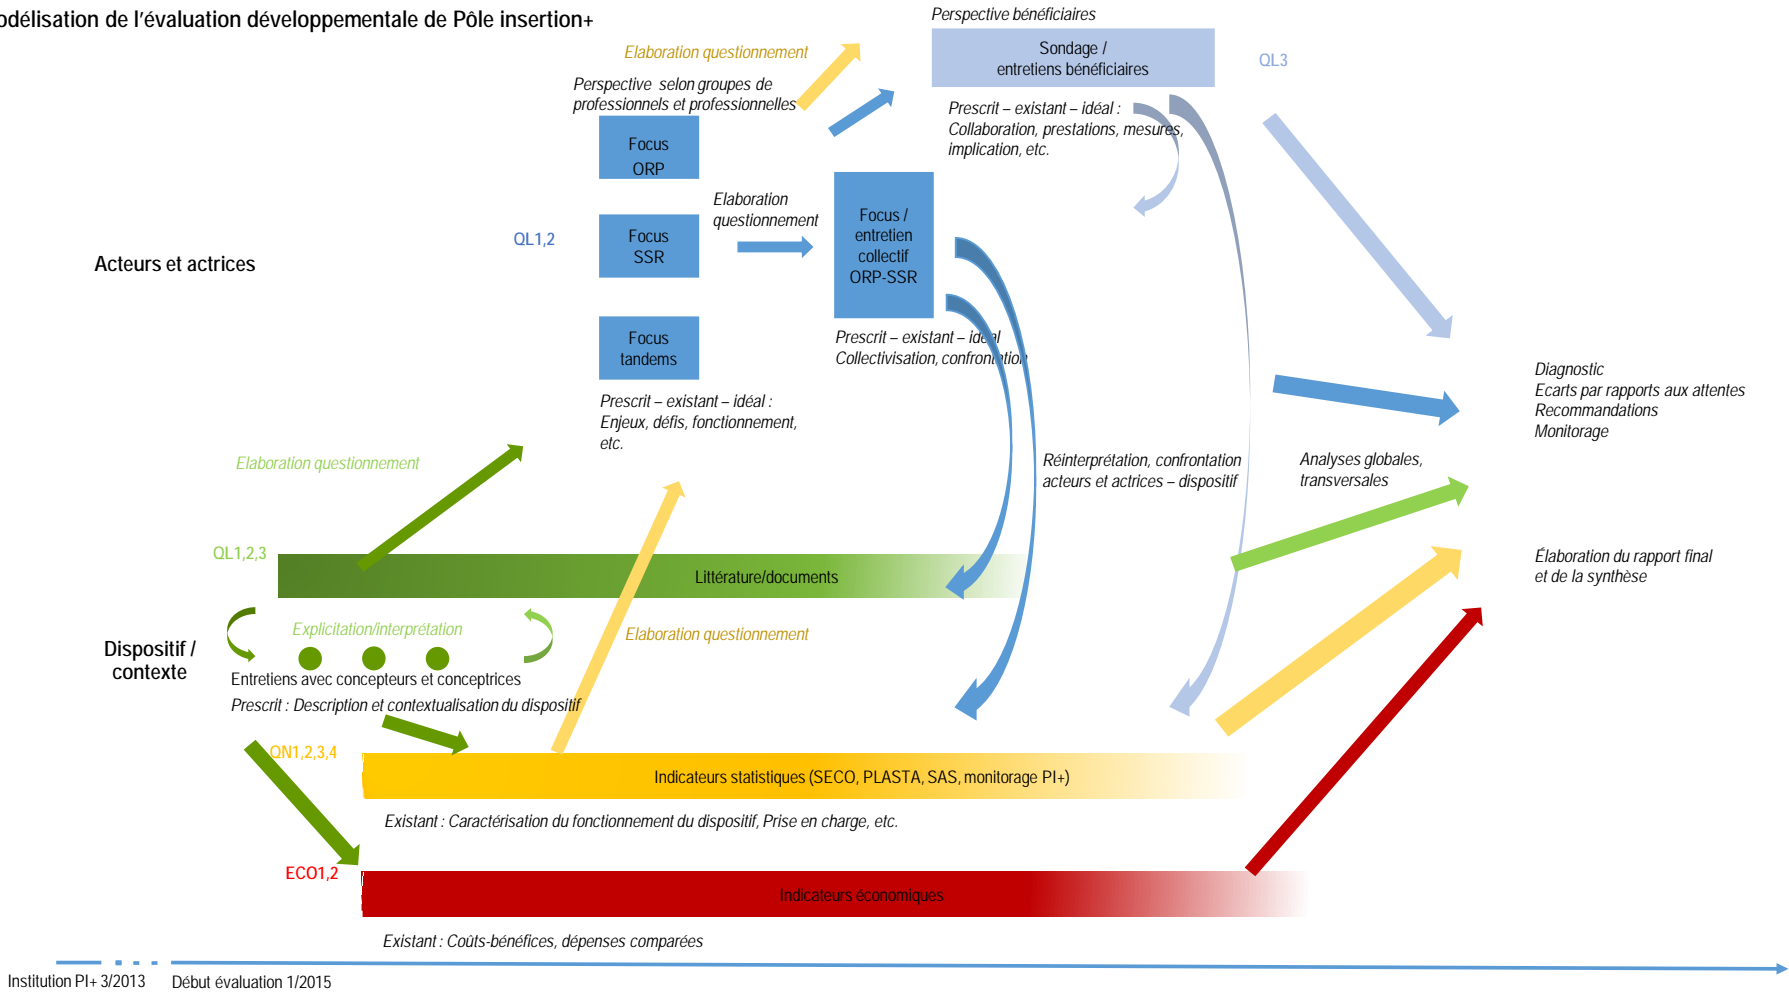 odélisation de l'évaluation développementale de Pôle insertion+
Perspective bénéficiaires
Elaboration questionnement
Sondage /
entretiens bénéficiaires
QL3
Perspective selon groupes de
professionnels et professionnelles
Prescrit – existant – idéal :
Collaboration, prestations, mesures,
implication, etc.
Focus
ORP
Elaboration
questionnement
Focus /
entretien
collectif
ORP-SSR
QL1,2
Focus
SSR
Acteurs et actrices
Focus
tandems
Prescrit – existant – idéal
Collectivisation, confrontation
Prescrit – existant – idéal :
Enjeux, défis, fonctionnement,
etc.
Diagnostic
Ecarts par rapports aux attentes
Recommandations
Monitorage
Elaboration questionnement
Réinterprétation, confrontation
acteurs et actrices – dispositif
Analyses globales,
transversales
QL1,2,3
Littérature/documents
Élaboration du rapport final
et de la synthèse
Explicitation/interprétation
Elaboration questionnement
Dispositif /
contexte
Entretiens avec concepteurs et conceptrices
Prescrit : Description et contextualisation du dispositif
QN1,2,3,4
Indicateurs statistiques (SECO, PLASTA, SAS, monitorage PI+)
Existant : Caractérisation du fonctionnement du dispositif, Prise en charge, etc.
ECO1,2
Indicateurs économiques
Existant : Coûts-bénéfices, dépenses comparées
Institution PI+ 3/2013
Début évaluation 1/2015